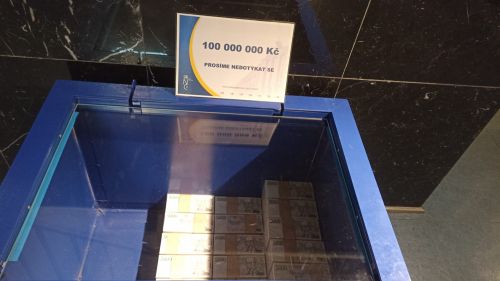 100 000 000 Kč
PROSÍME NEDOTÝKAT SE